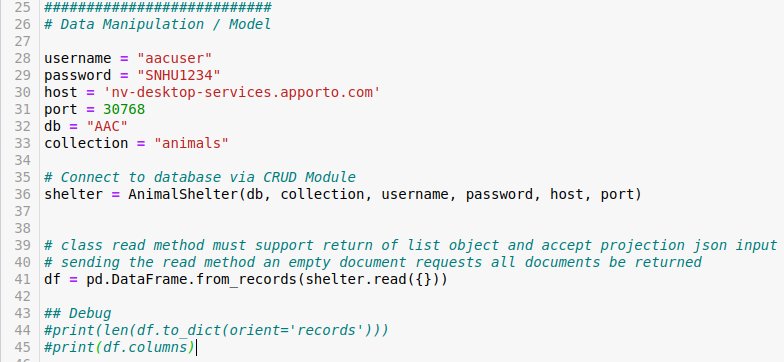 25 ###########################
26 # Data Manipulation / Model
27
28 username = "aacuser"
29 password = "SNHU1234"
30 host = 'nv-desktop-services.apporto.com'
31 port = 30768
32 db = "AAC"
33 collection = "animals"
34
35 # Connect to database via CRUD Module
36 shelter = AnimalShelter(db, collection, username, password, host, port)
37
38
39 # class read method must support return of list object and accept projection json input
40 # sending the read method an empty document requests all documents be returned
41 df = pd.DataFrame.from_records(shelter.read({}))
42
43 ## Debug
44 #print(len(df.to_dict(orient='records')))
45 #print(df.columns)